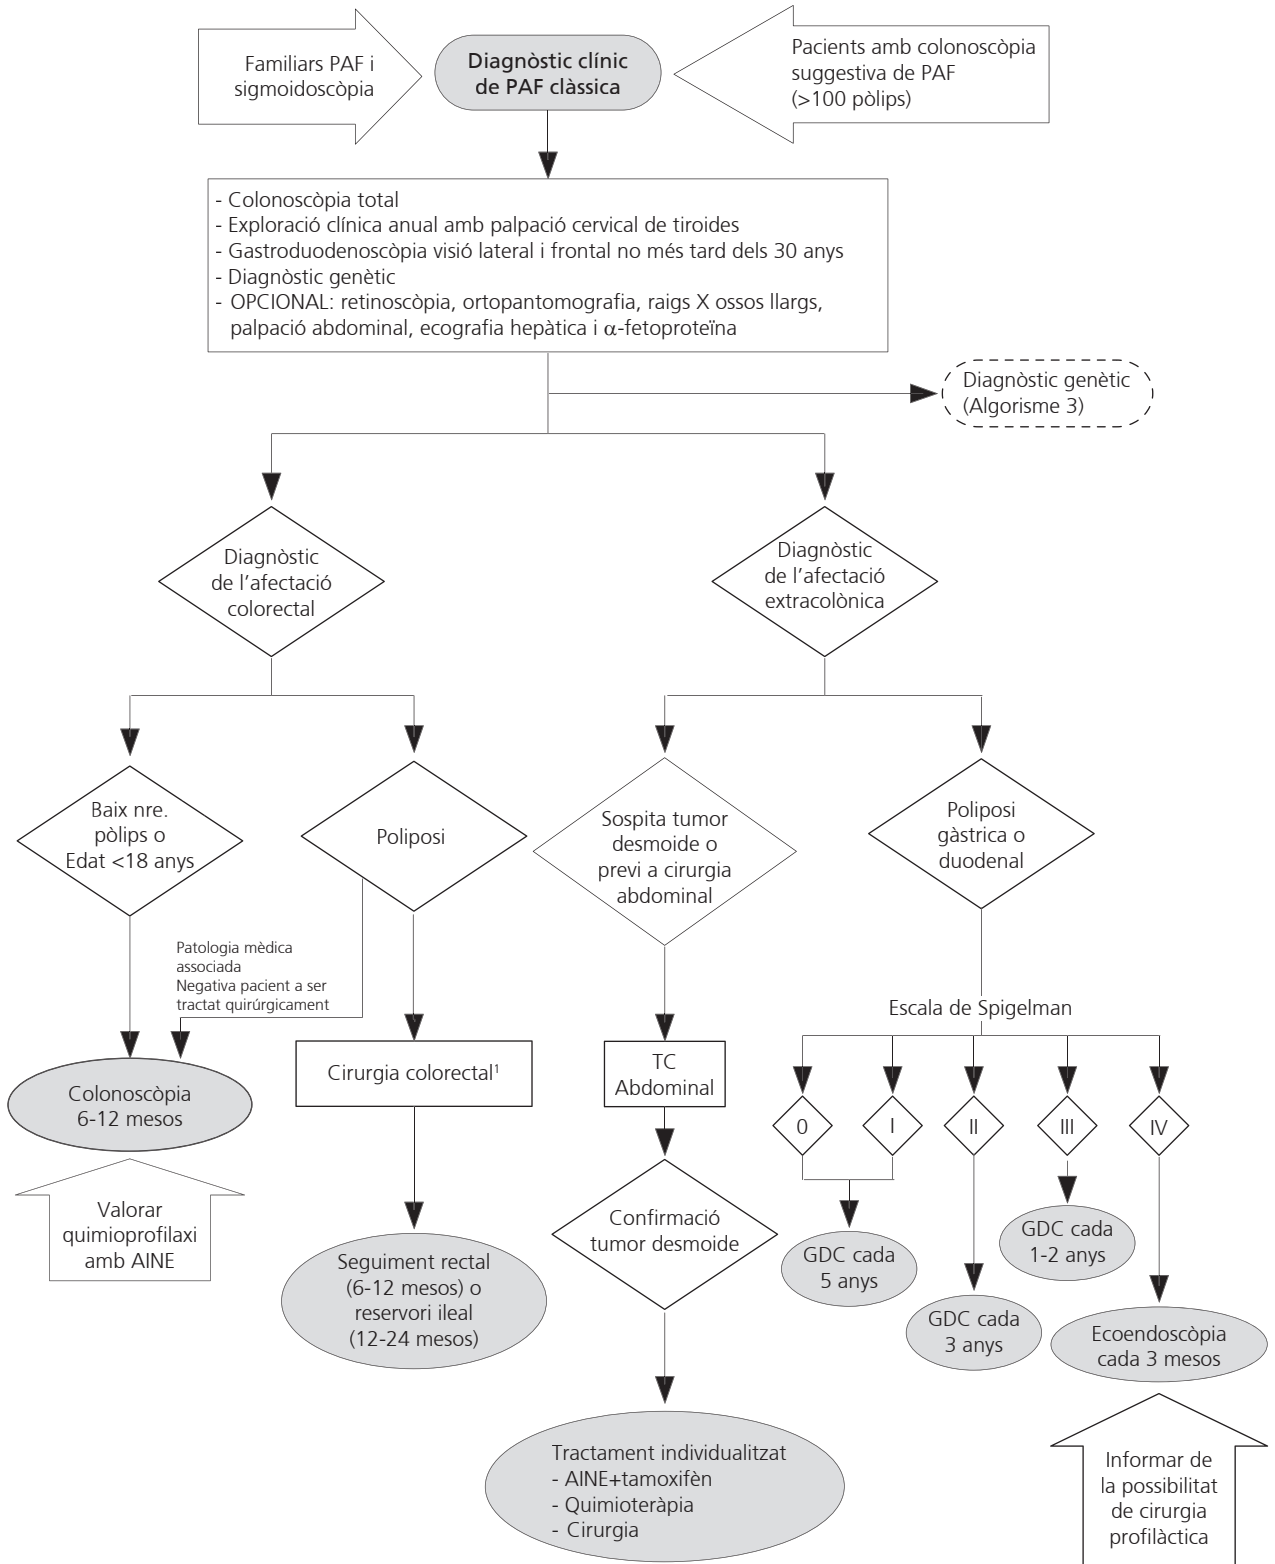 Familiars PAF i
sigmoidoscòpia
Diagnòstic clínic
de PAF clàssica
Pacients amb colonoscòpia
suggestiva de PAF
(>100 pòlips)
- Colonoscòpia total
- Exploració clínica anual amb palpació cervical de tiroides
- Gastroduodenoscòpia visió lateral i frontal no més tard dels 30 anys
- Diagnòstic genètic
- OPCIONAL: retinoscòpia, ortopantomografia, raigs X ossos llargs,
palpació abdominal, ecografia hepàtica i α-fetoproteïna
Diagnòstic genètic
(Algorisme 3)
Diagnòstic
de l'afectació
colorectal
Diagnòstic
de l'afectació
extracolònica
Baix nre.
pòlips o
Edat <18 anys
Poliposi
Sospita tumor
desmoide o
previ a cirurgia
abdominal
Poliposi
gàstrica o
duodenal
Patologia mèdica
associada
Negativa pacient a ser
tractat quirúrgicament
Escala de Spigelman
Colonoscòpia
6-12 mesos
Cirurgia colorectal¹
TC
Abdominal
0
I
II
III
IV
Valorar
quimioprofilaxi
amb AINE
Seguiment rectal
(6-12 mesos) o
reservori ileal
(12-24 mesos)
Confirmació
tumor desmoide
GDC cada
5 anys
GDC cada
3 anys
GDC cada
1-2 anys
Ecoendoscòpia
cada 3 mesos
Tractament individualitzat
- AINE+tamoxifèn
- Quimioteràpia
- Cirurgia
Informar de
la possibilitat
de cirurgia
profilàctica